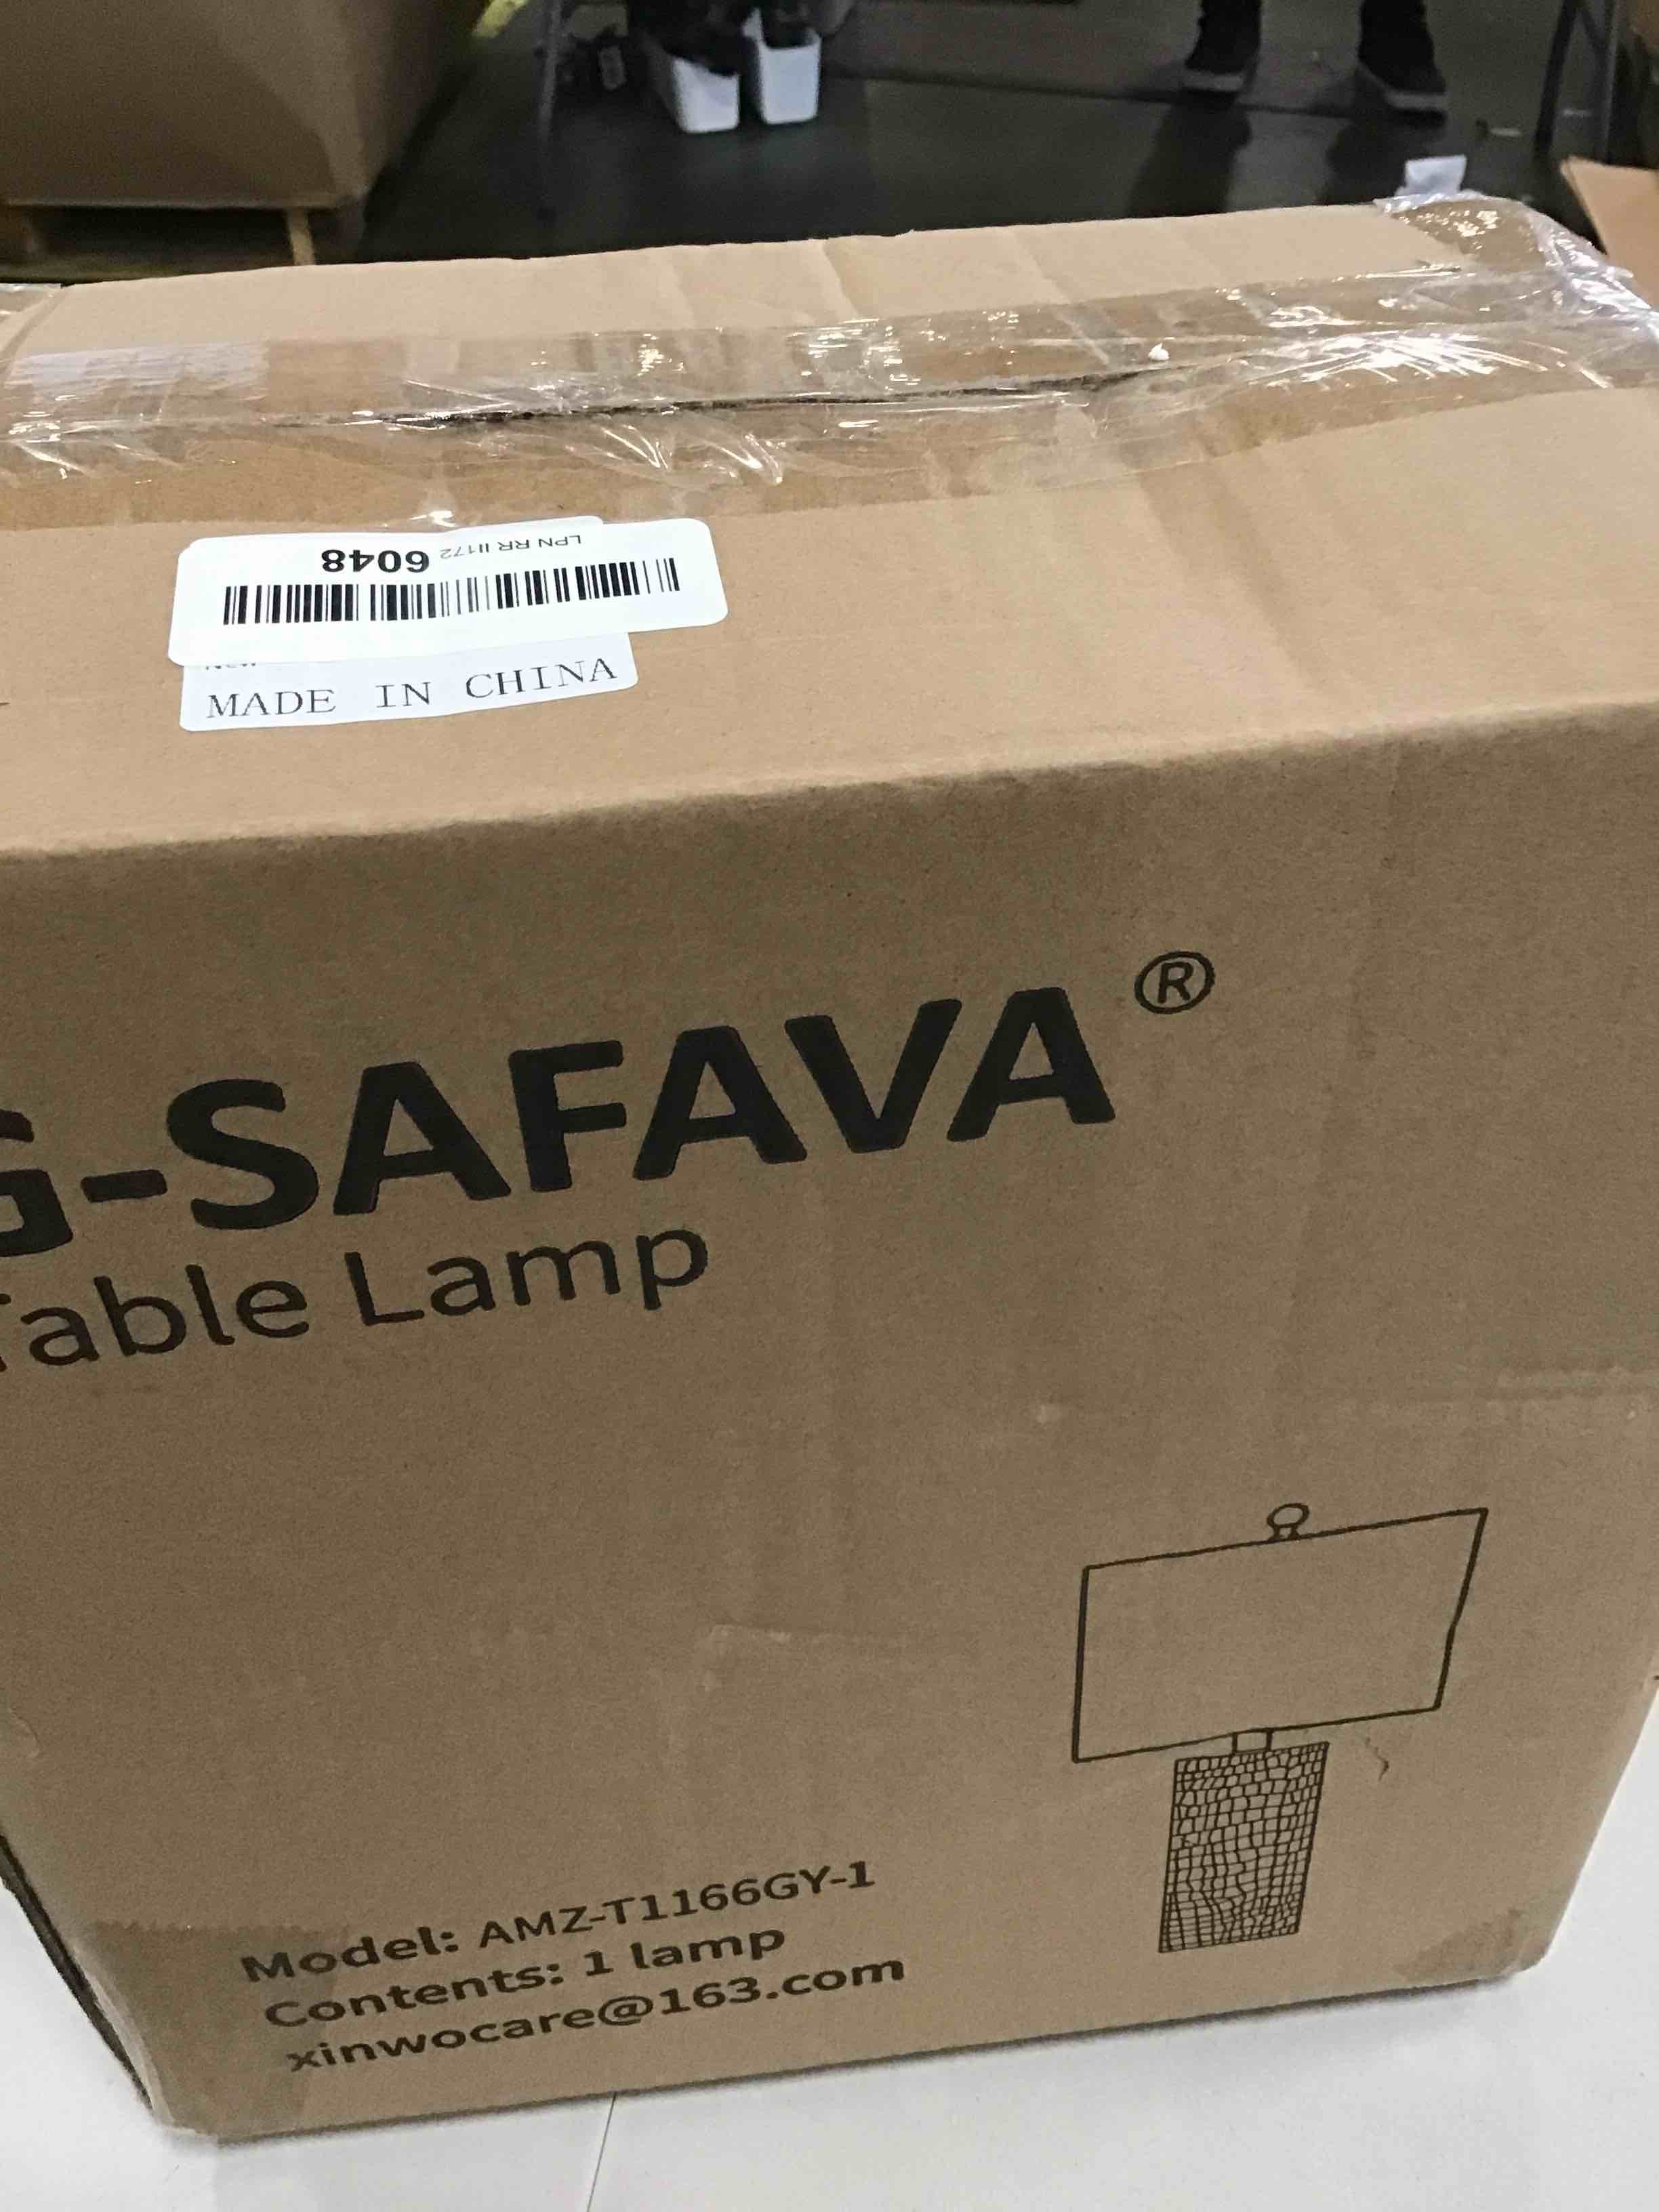 LPN RR II172 6048
MADE IN CHINA
G-SAFAVA®
Table Lamp
Model: AMZ-T1166GY-1
Contents: 1 lamp
xinwocare@163.com